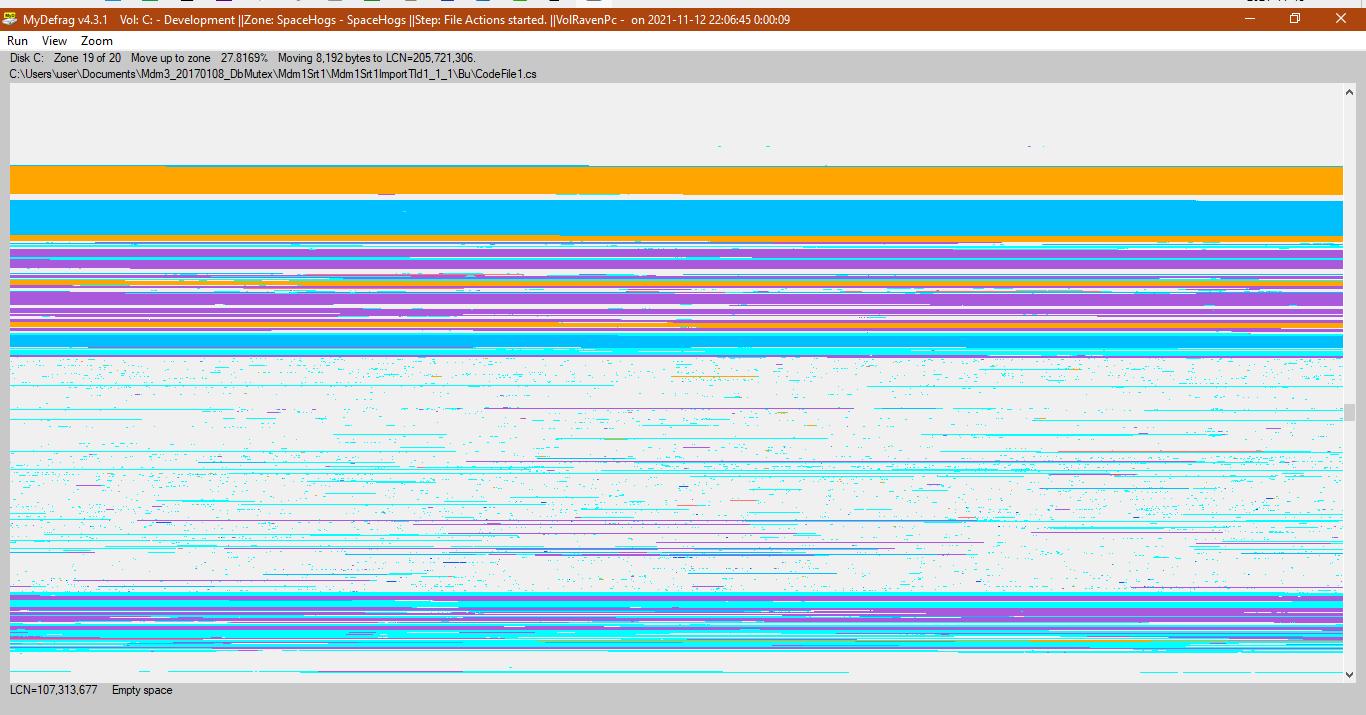 MyDefrag v4.3.1 Vol: C: - Development ||Zone: SpaceHogs - SpaceHogs ||Step: File Actions started. ||VolRavenPc - on 2021-11-12 22:06:45 0:00:09
Run View Zoom
Disk C: Zone 19 of 20 Move up to zone 27.8169% Moving 8,192 bytes to LCN=205,721,306.
C:\Users\user\Documents\Mdm3_20170108_DbMutex\Mdm1Srt1\Mdm1Srt1ImportTld1_1_1\Bu\CodeFile1.cs
LCN=107,313,677 Empty space